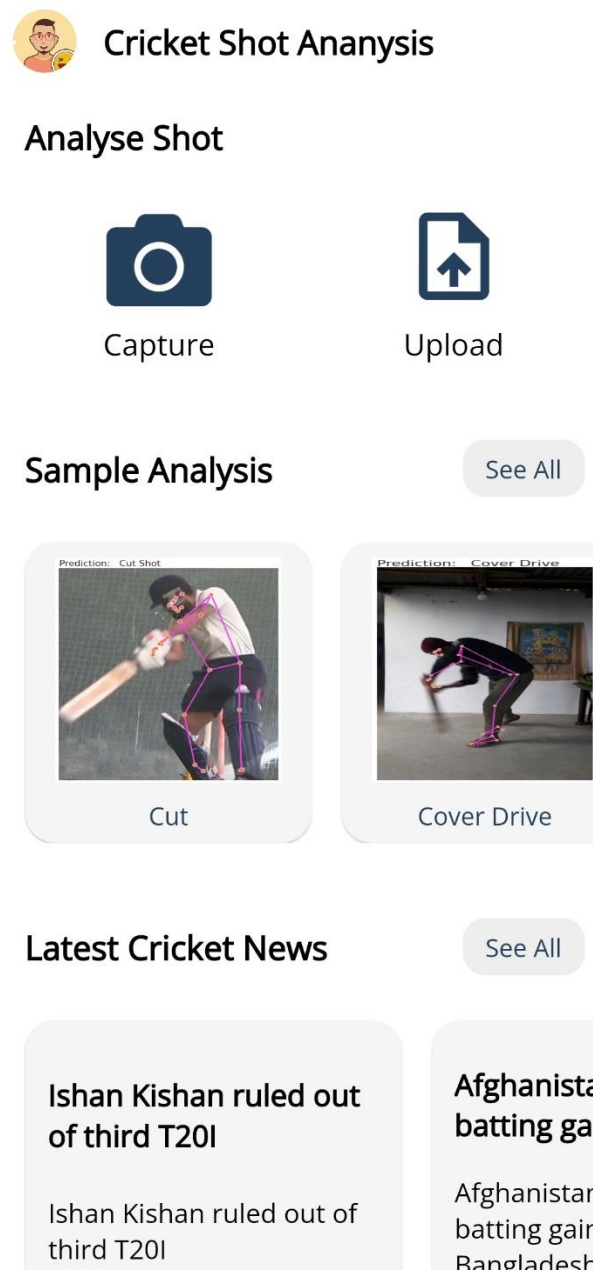 Cricket Shot Ananysis
Analyse Shot
Capture
Upload
Sample Analysis
See All
Prediction: Cut Shot
Prediction: Cover Drive
Cut
Cover Drive
Latest Cricket News
See All
Ishan Kishan ruled out
of third T20I
Ishan Kishan ruled out of
third T20I
batting
batting